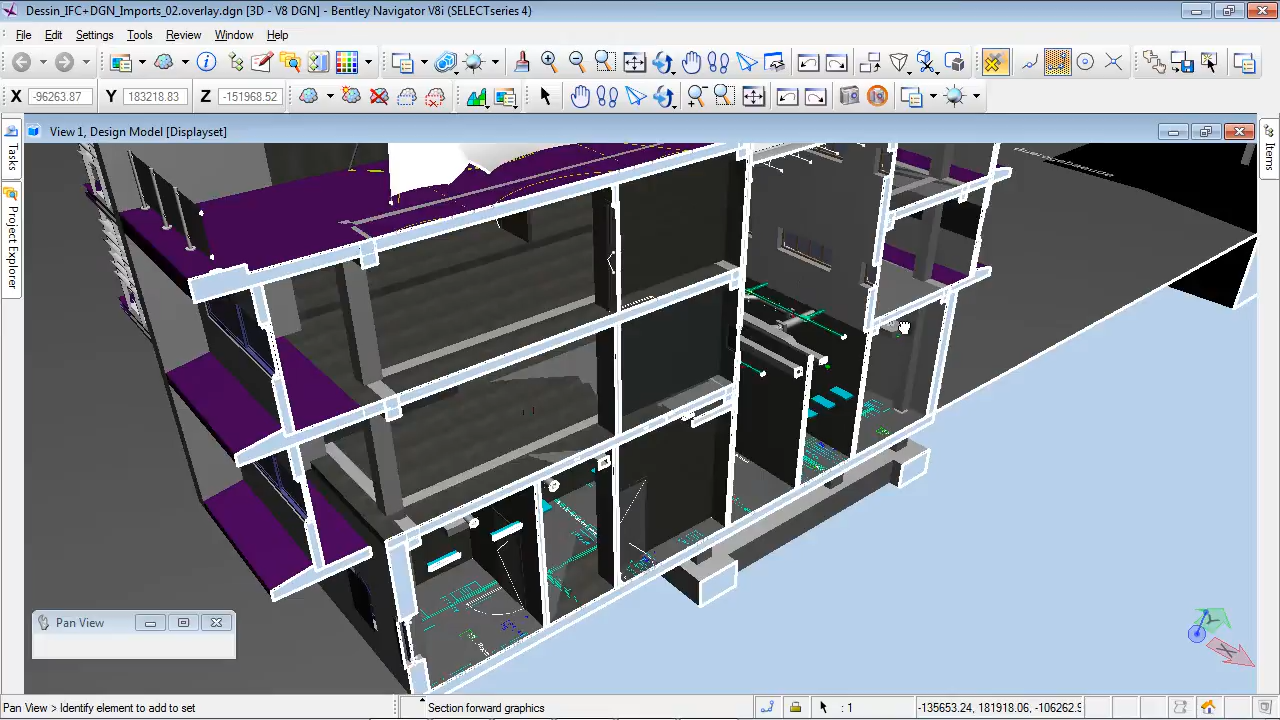 Dessin_IFC+DGN_Imports_02.overlay.dgn [3D - V8 DGN] - Bentley Navigator V8i (SELECTseries 4)
File Edit Settings Tools Review Window Help
X -96263.87 Y 183218.83 Z -151968.52
View 1, Design Model [Displayset]
Tasks
Project Explorer
Items
Pan View
Y
X
Pan View > Identify element to add to set
Section forward graphics
: 1
-135653.24, 181918.06, -106262.5